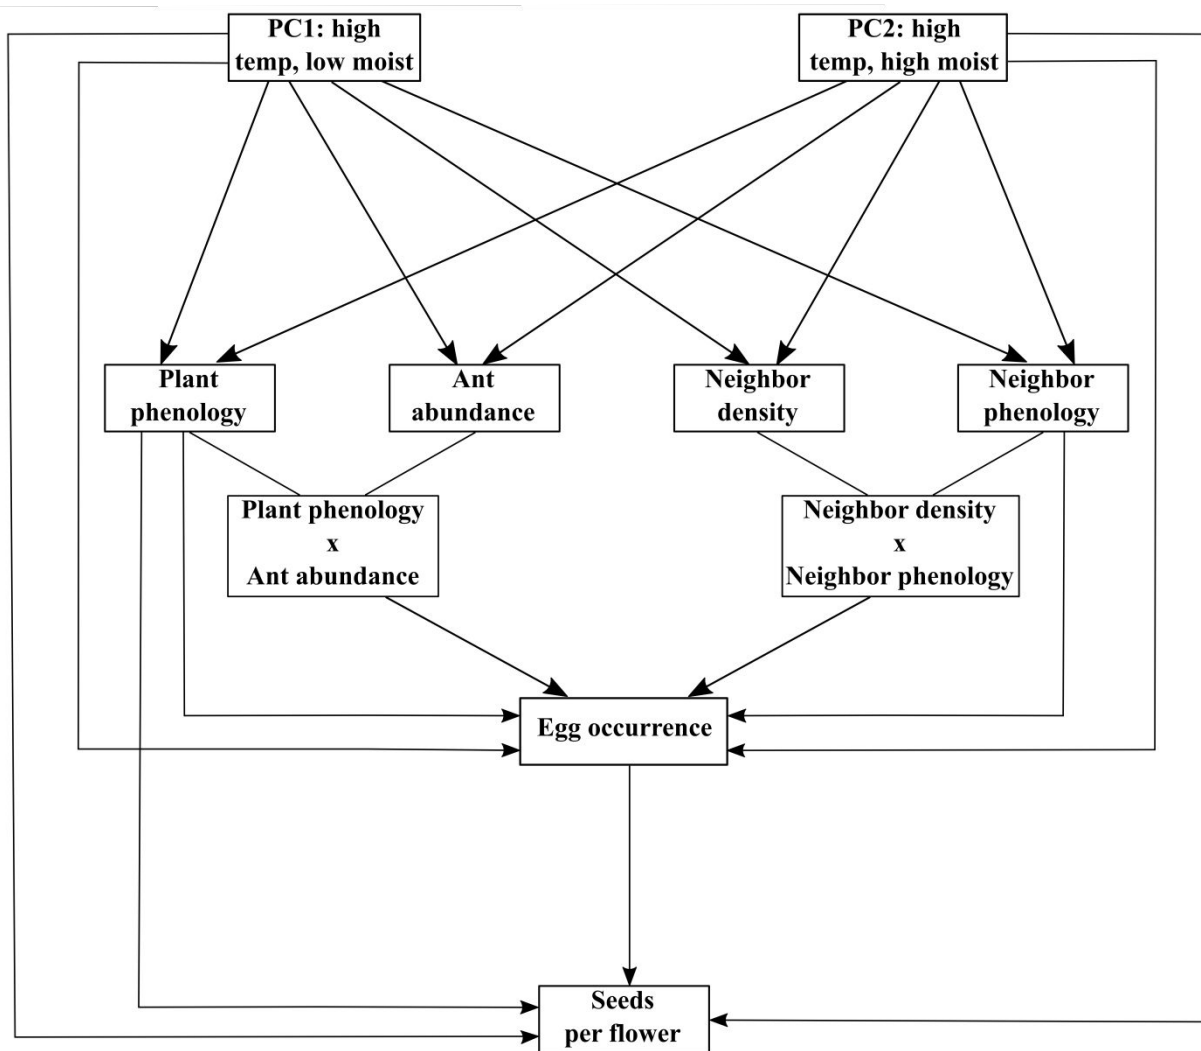 PC1: high
temp, low moist
PC2: high
temp, high moist
Plant
phenology
Ant
abundance
Neighbor
density
Neighbor
phenology
Plant phenology
x
Ant abundance
Neighbor density
x
Neighbor phenology
Egg occurrence
Seeds
per flower